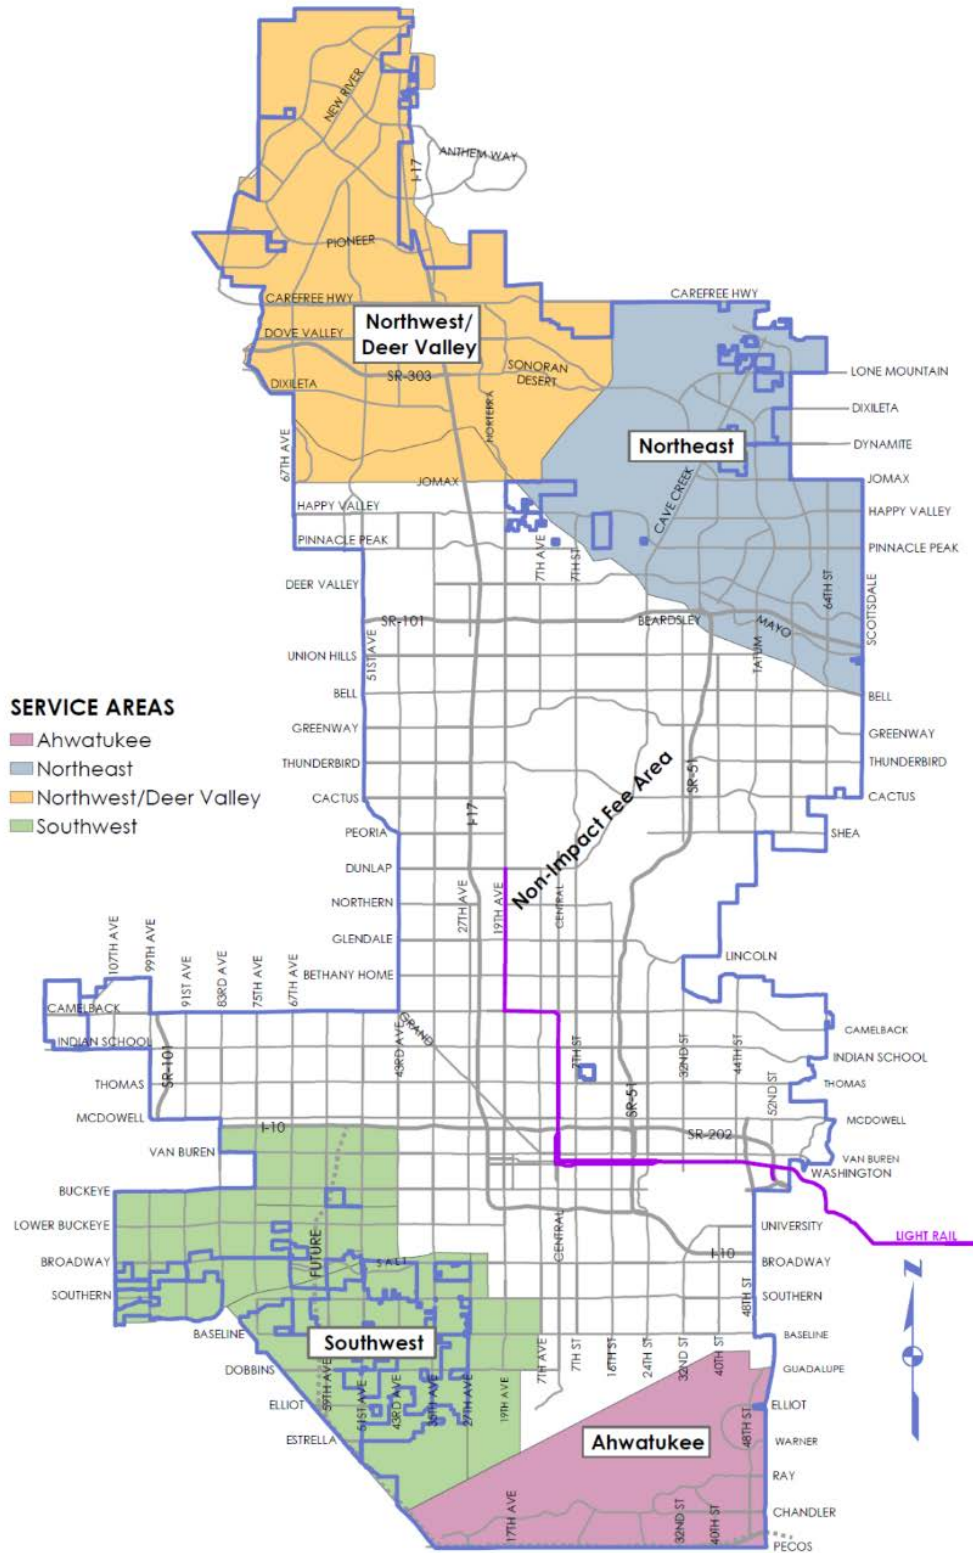 NEW RIVER
ANTHEM WAY
I-17
PIONEER
CAREFREE HWY
CAREFREE HWY
DOVE VALLEY
Northwest/
Deer Valley
SONORAN
DESERT
SR-303
DIXILETA
LONE MOUNTAIN
DIXILETA
NORTERRA
67TH AVE
Northeast
DYNAMITE
JOMAX
JOMAX
CAVE CREEK
HAPPY VALLEY
HAPPY VALLEY
PINNACLE PEAK
PINNACLE PEAK
7TH AVE
7TH ST
DEER VALLEY
64TH ST
SCOTTSDALE
SR-101
BEARDSLEY
MAYO
51ST AVE
UNION HILLS
TATUM
BELL
BELL
SERVICE AREAS
Ahwatukee
Northeast
Northwest/Deer Valley
Southwest
GREENWAY
GREENWAY
THUNDERBIRD
THUNDERBIRD
SR-51
Non-Impact Fee Area
CACTUS
CACTUS
I-17
PEORIA
SHEA
DUNLAP
27TH AVE
19TH AVE
CENTRAL
NORTHERN
GLENDALE
LINCOLN
107TH AVE
99TH AVE
91ST AVE
83RD AVE
75TH AVE
67TH AVE
BETHANY HOME
CAMELBACK
GRAND
CAMELBACK
INDIAN SCHOOL
43RD AVE
7TH ST
32ND ST
44TH ST
INDIAN SCHOOL
SR-101
THOMAS
52ND ST
THOMAS
SR-51
MCDOWELL
MCDOWELL
I-10
SR-202
VAN BUREN
VAN BUREN
WASHINGTON
BUCKEYE
LOWER BUCKEYE
CENTRAL
UNIVERSITY
LIGHT RAIL
FUTURE
BROADWAY
SALT
I-10
BROADWAY
N
SOUTHERN
48TH ST
SOUTHERN
BASELINE
Southwest
BASELINE
7TH AVE
7TH ST
16TH ST
24TH ST
32ND ST
40TH ST
DOBBINS
GUADALUPE
59TH AVE
51ST AVE
43RD AVE
35TH AVE
27TH AVE
19TH AVE
ELLIOT
ELLIOT
48TH ST
ESTRELLA
Ahwatukee
WARNER
RAY
17TH AVE
32ND ST
40TH ST
CHANDLER
PECOS